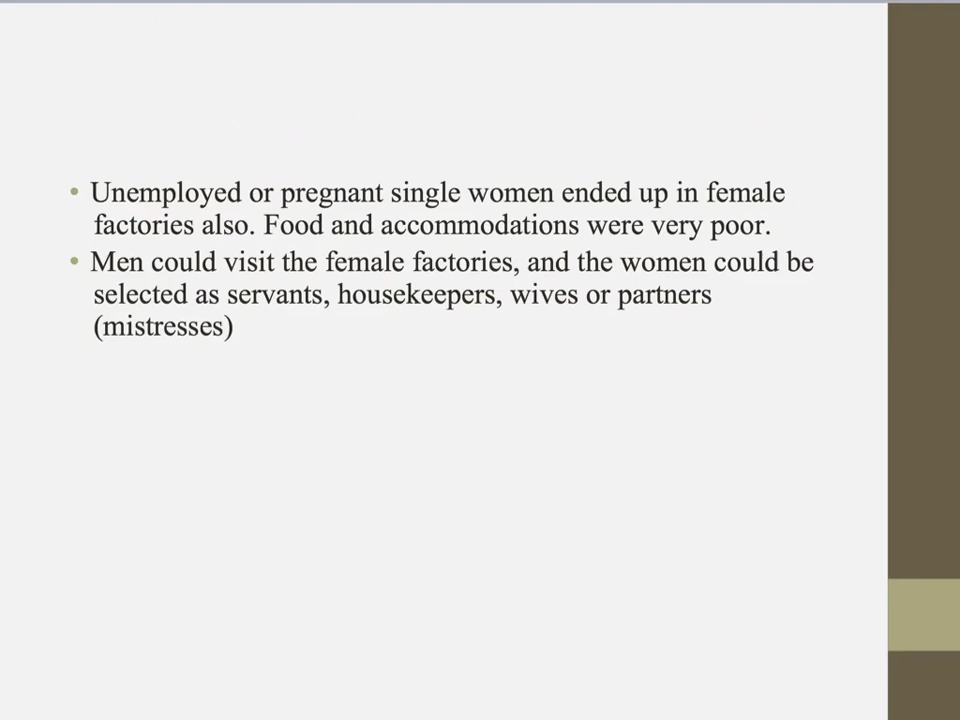 • Unemployed or pregnant single women ended up in female
factories also. Food and accommodations were very poor.
• Men could visit the female factories, and the women could be
selected as servants, housekeepers, wives or partners
(mistresses)